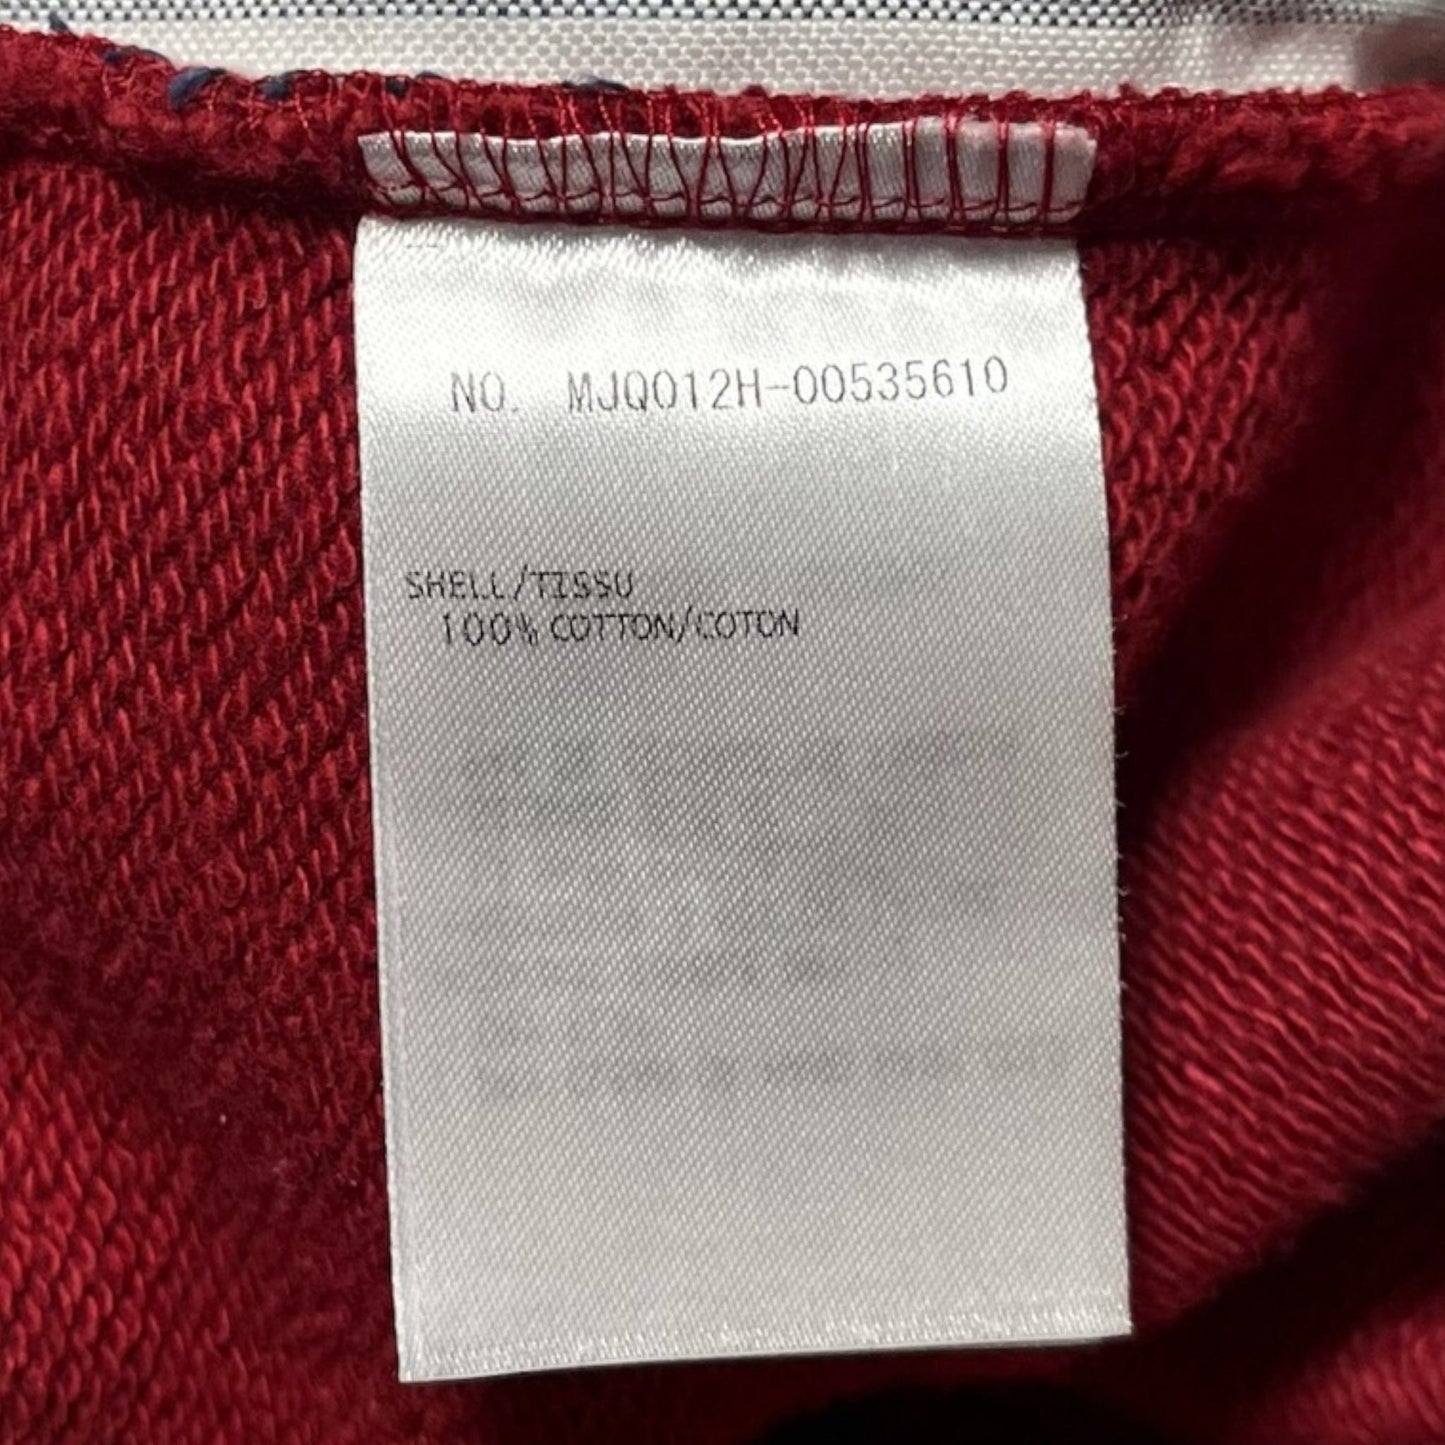 NO. MJQ012H-00535610
SHELL/TISSU
100% COTTON/COTON